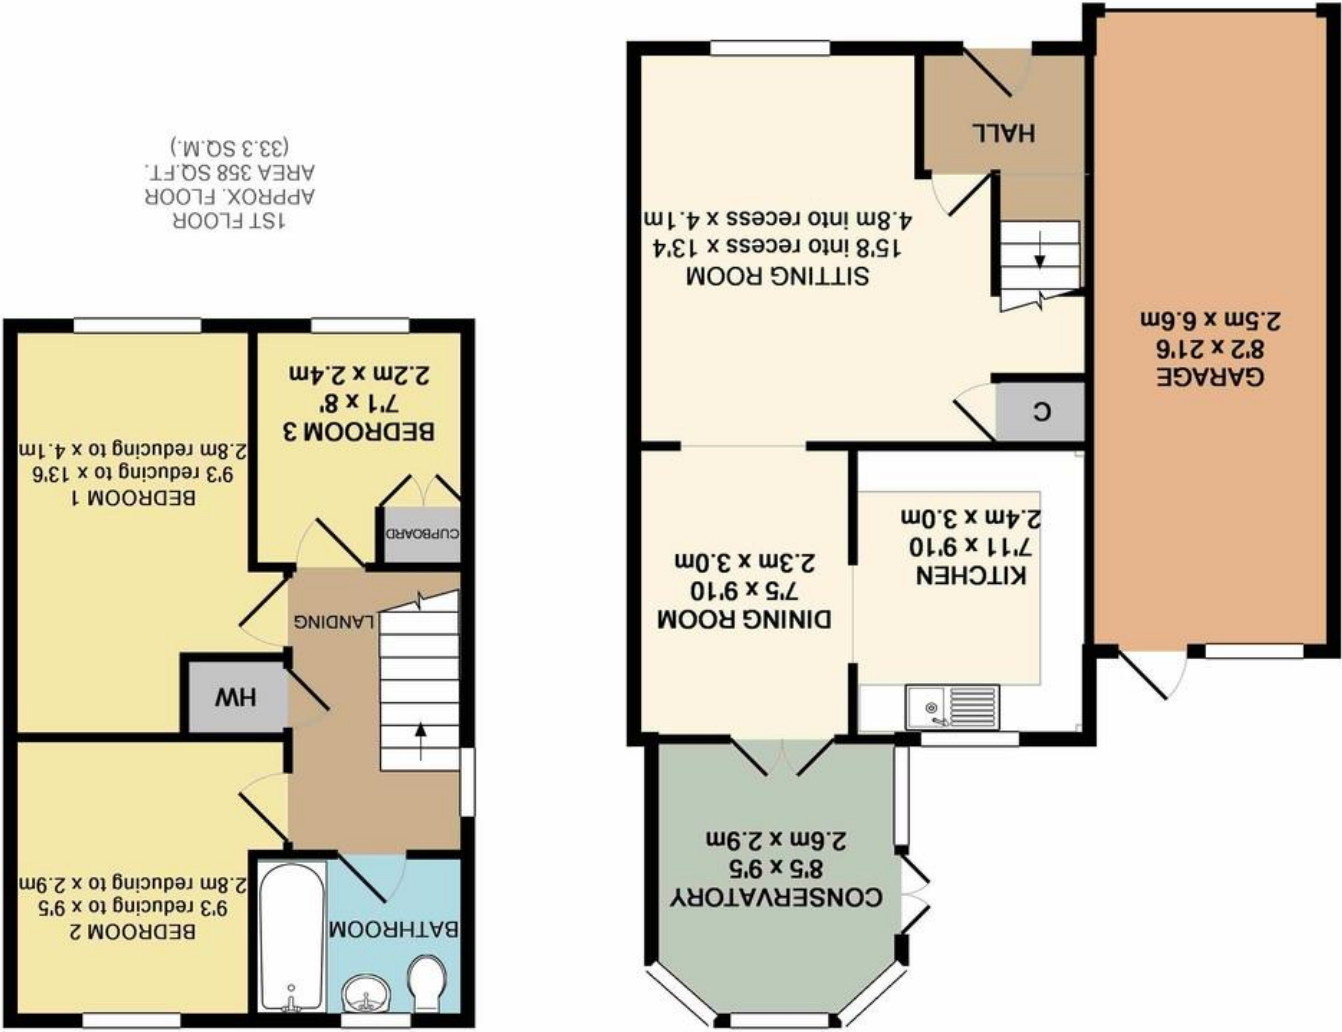 CONSERVATORY
8'5 x 9'5
2.6m x 2.9m
DINING ROOM
7'5 x 9'10
2.3m x 3.0m
KITCHEN
7'11 x 9'10
2.4m x 3.0m
C
GARAGE
8'2 x 21'6
2.5m x 6.6m
SITTING ROOM
15'8 into recess x 13'4
4.8m into recess x 4.1m
HALL
BATHROOM
BEDROOM 2
9'3 reducing to x 9'5
2.8m reducing to x 2.9m
HW
LANDING
CUPBOARD
BEDROOM 1
9'3 reducing to x 13'6
2.8m reducing to x 4.1m
BEDROOM 3
7'1 x 8'
2.2m x 2.4m
1ST FLOOR
APPROX. FLOOR
AREA 358 SQ.FT.
(33.3 SQ.M.)